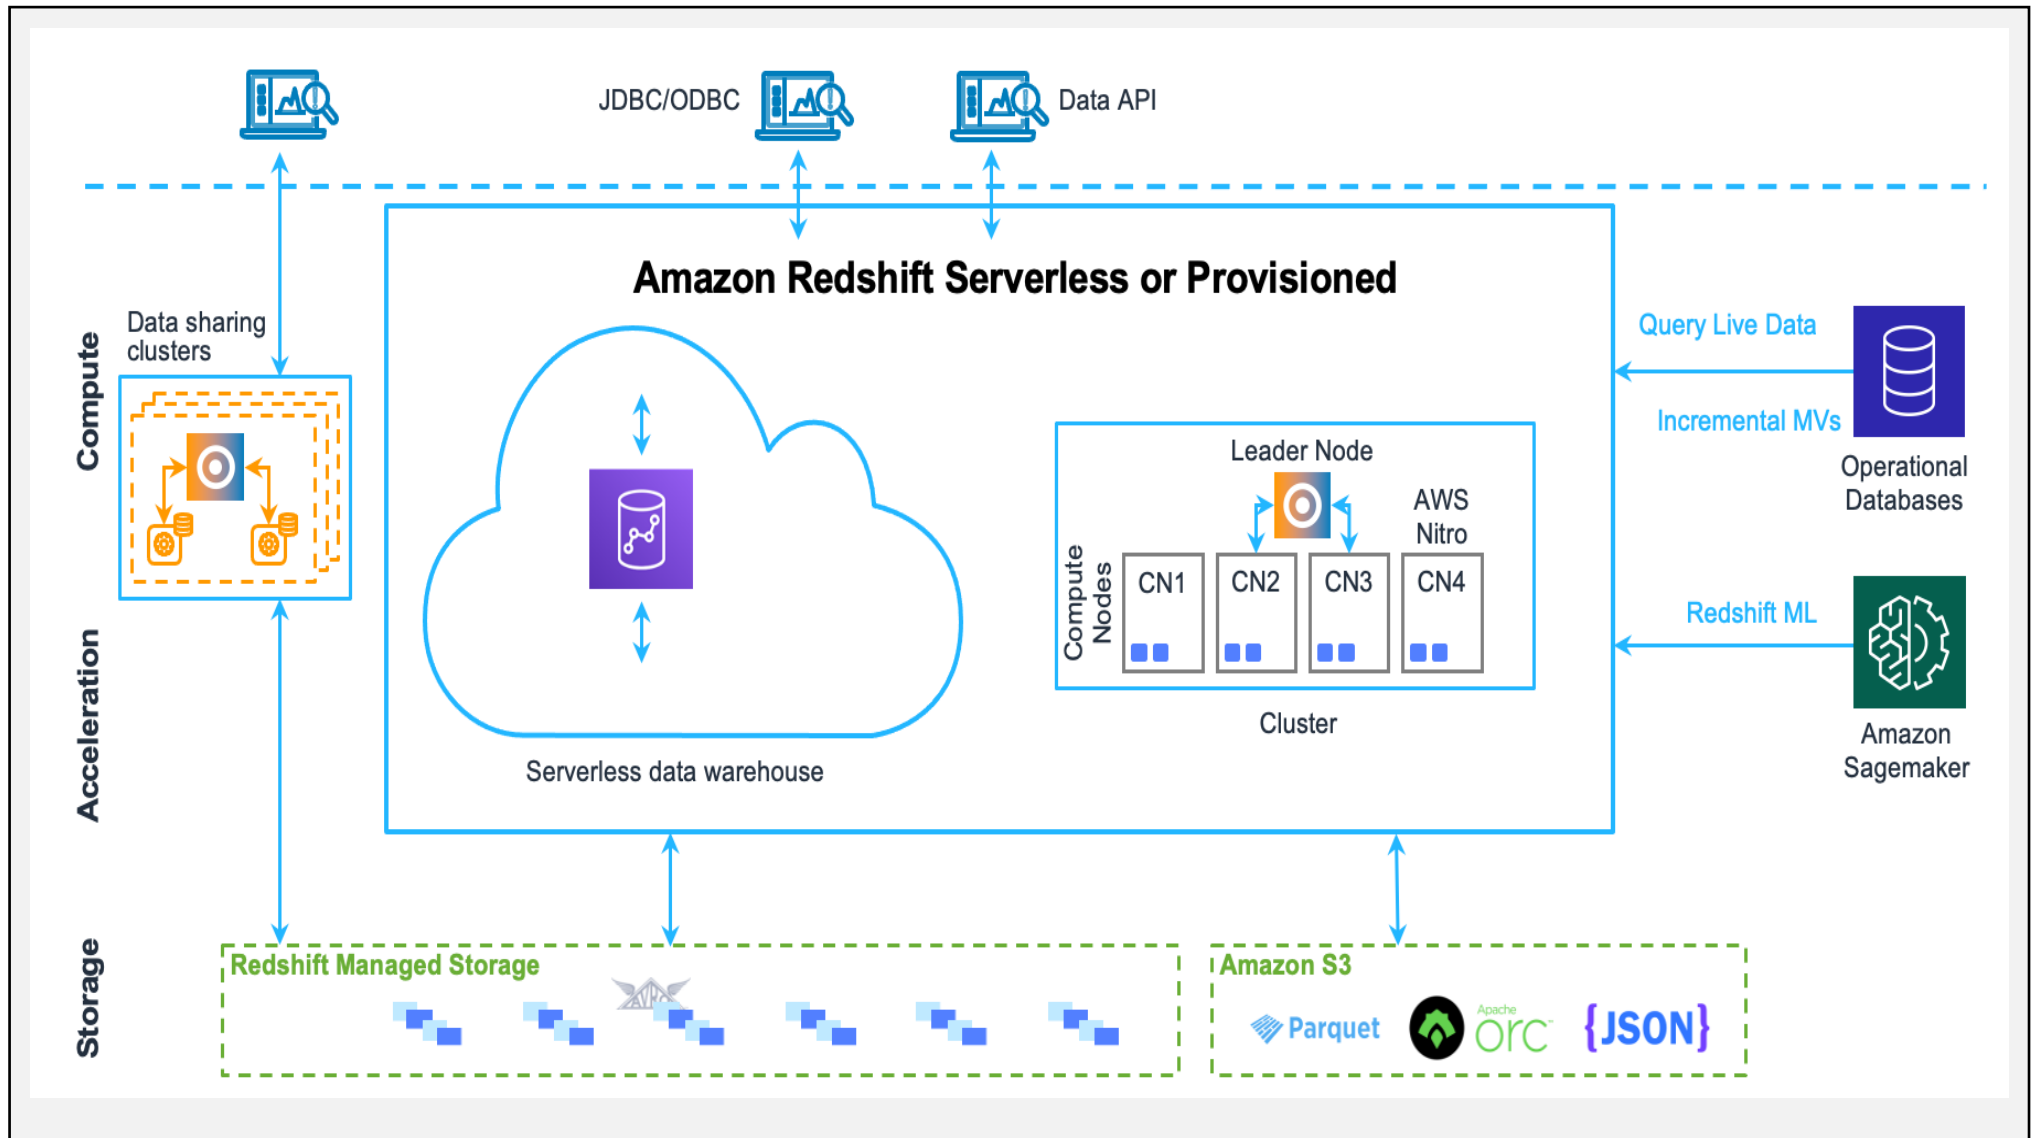 JDBC/ODBC
Data API
Amazon Redshift Serverless or Provisioned
Data sharing
clusters
Compute
Acceleration
Storage
Serverless data warehouse
Leader Node
AWS
Nitro
Compute
Nodes
CN1
CN2
CN3
CN4
Cluster
Query Live Data
Incremental MVs
Operational
Databases
Redshift ML
Amazon
Sagemaker
Redshift Managed Storage
AVRO
Amazon S3
Parquet
Apache
orc
{JSON}